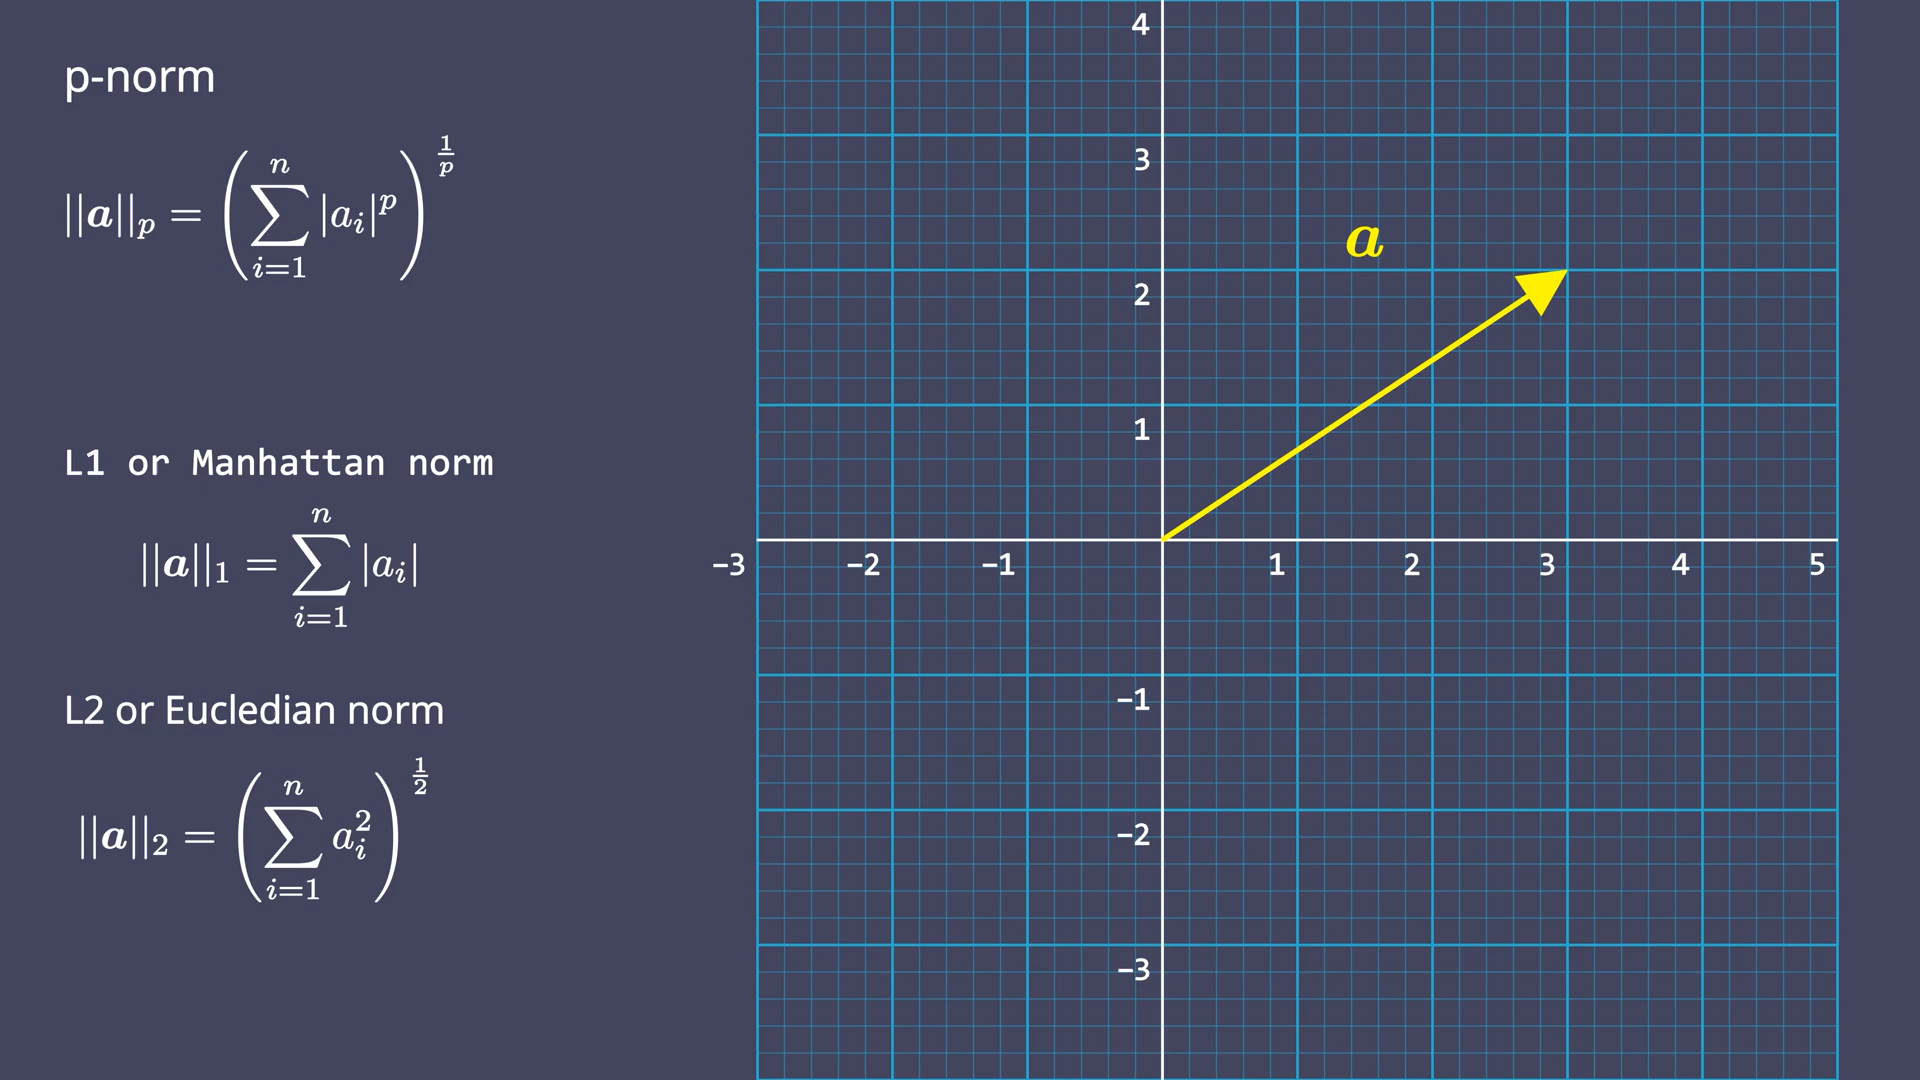 p-norm
||a||_p = (∑_{i=1}^{n} |a_i|^p)^{1/p}
L1 or Manhattan norm
||a||_1 = ∑_{i=1}^{n} |a_i|
L2 or Eucledian norm
||a||_2 = (∑_{i=1}^{n} a_i^2)^{1/2}
4
3
a
2
1
−3 −2 −1 1 2 3 4 5
−1
−2
−3